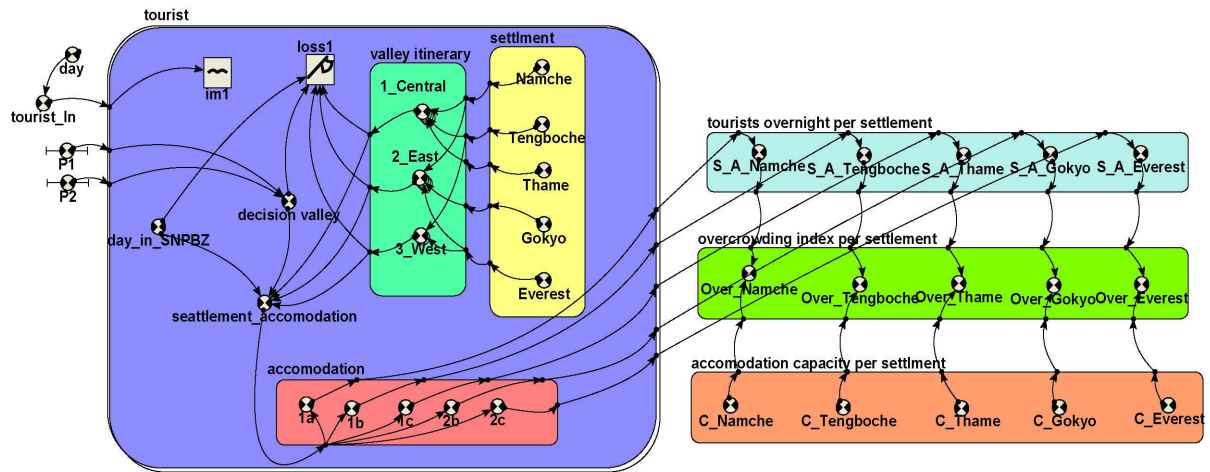 tourist
day
loss1
valley itinerary
settlment
im1
1_Central
Namche
tourist_In
tourists overnight per settlement
Tengboche
P1
2_East
S_A_Namche
S_A_Tengboche
S_A_Thame
S_A_Gokyo
S_A_Everest
Thame
P2
decision valley
day_in_SNPBZ
3_West
Gokyo
overcrowding index per settlement
Everest
Over_Namche
Over_Tengboche
Over_Thame
Over_Gokyo
Over_Everest
seattlement_accomodation
accomodation
accomodation capacity per settlment
1a
1b
1c
2b
2c
C_Namche
C_Tengboche
C_Thame
C_Gokyo
C_Everest